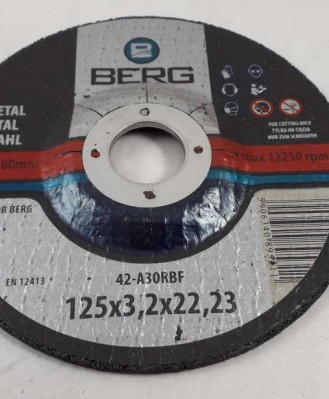 BERG
ETAL
TAL
AHL
FOR CUTTING ONLY
TYLKO DO CIĘCIA
NUR ZUM SCHNEIDEN
80m/s
max 12250 rpm
OR BERG
EN 12413
42-A30RBF
125x3,2x22,23